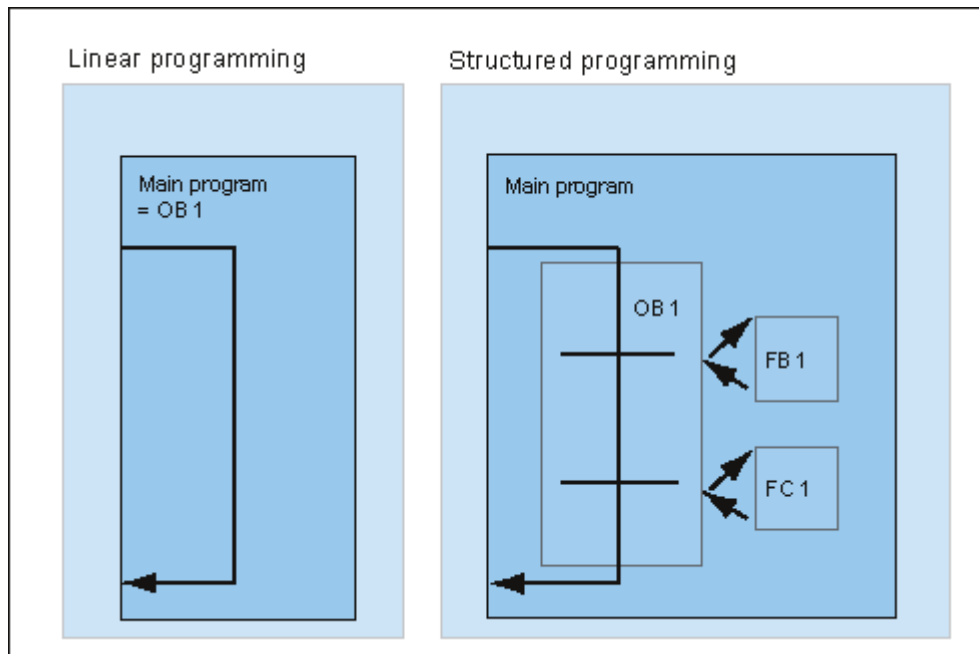 Linear programming
Structured programming
Main program
= OB 1
Main program
OB 1
FB 1
FC 1